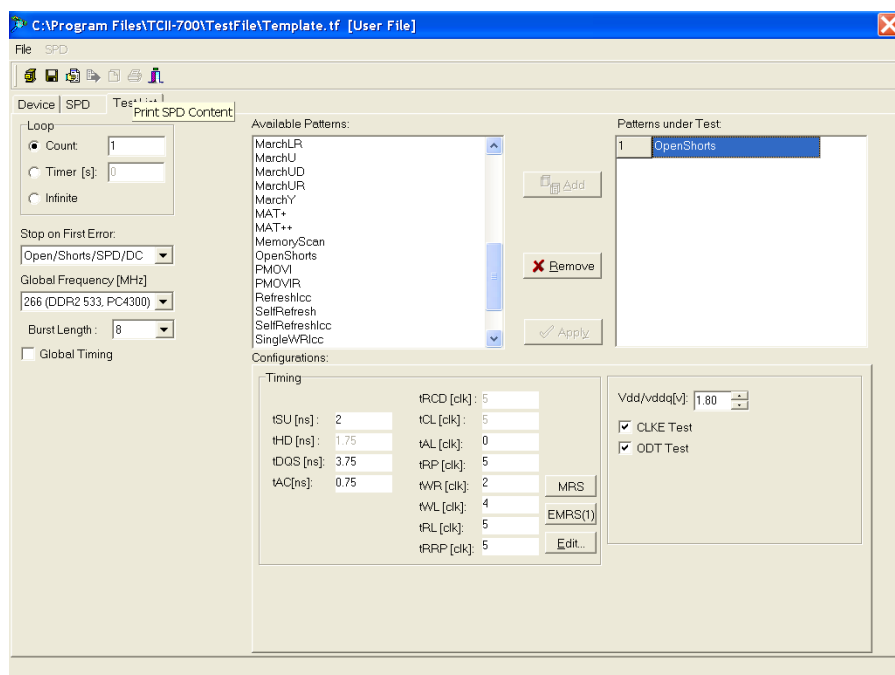 C:\Program Files\TCII-700\TestFile\Template.tf [User File]
File SPD
Device SPD Test List
Print SPD Content
Loop
Count: 1
Timer [s]: 0
Infinite
Stop on First Error:
Open/Shorts/SPD/DC
Global Frequency [MHz]
266 (DDR2 533, PC4300)
Burst Length : 8
Global Timing
Available Patterns:
MarchLR
MarchU
MarchUD
MarchUR
MarchY
MAT+
MAT++
MemoryScan
OpenShorts
PMOVI
PMOVIR
RefreshIcc
SelfRefresh
SelfRefreshIcc
SingleWRIcc
Add
Remove
Apply
Patterns under Test:
1 OpenShorts
Configurations:
Timing
tSU [ns] : 2
tHD [ns] : 1.75
tDQS [ns]: 3.75
tAC[ns]: 0.75
tRCD [clk] : 5
tCL [clk] : 5
tAL [clk]: 0
tRP [clk]: 5
tWR [clk]: 2
tWL [clk]: 4
tRL [clk]: 5
tRRP [clk]: 5
MRS
EMRS(1)
Edit...
Vdd/vddq[v]: 1.80
CLKE Test
ODT Test